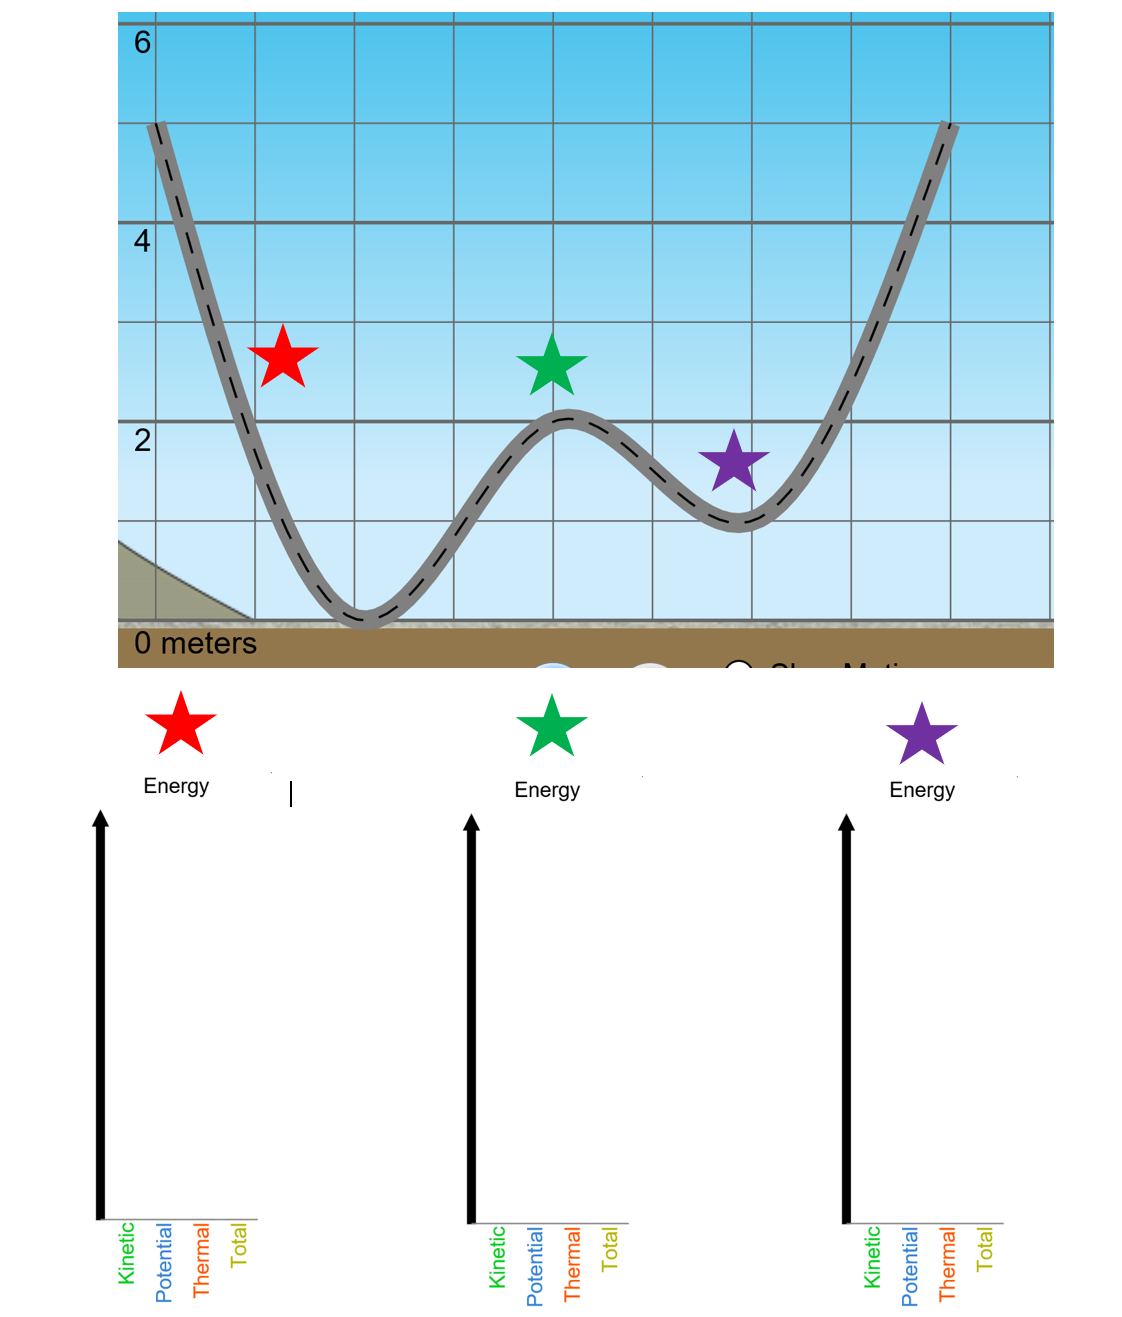 6
4
2
0 meters
Energy
Energy
Energy
Kinetic
Potential
Thermal
Total
Kinetic
Potential
Thermal
Total
Kinetic
Potential
Thermal
Total